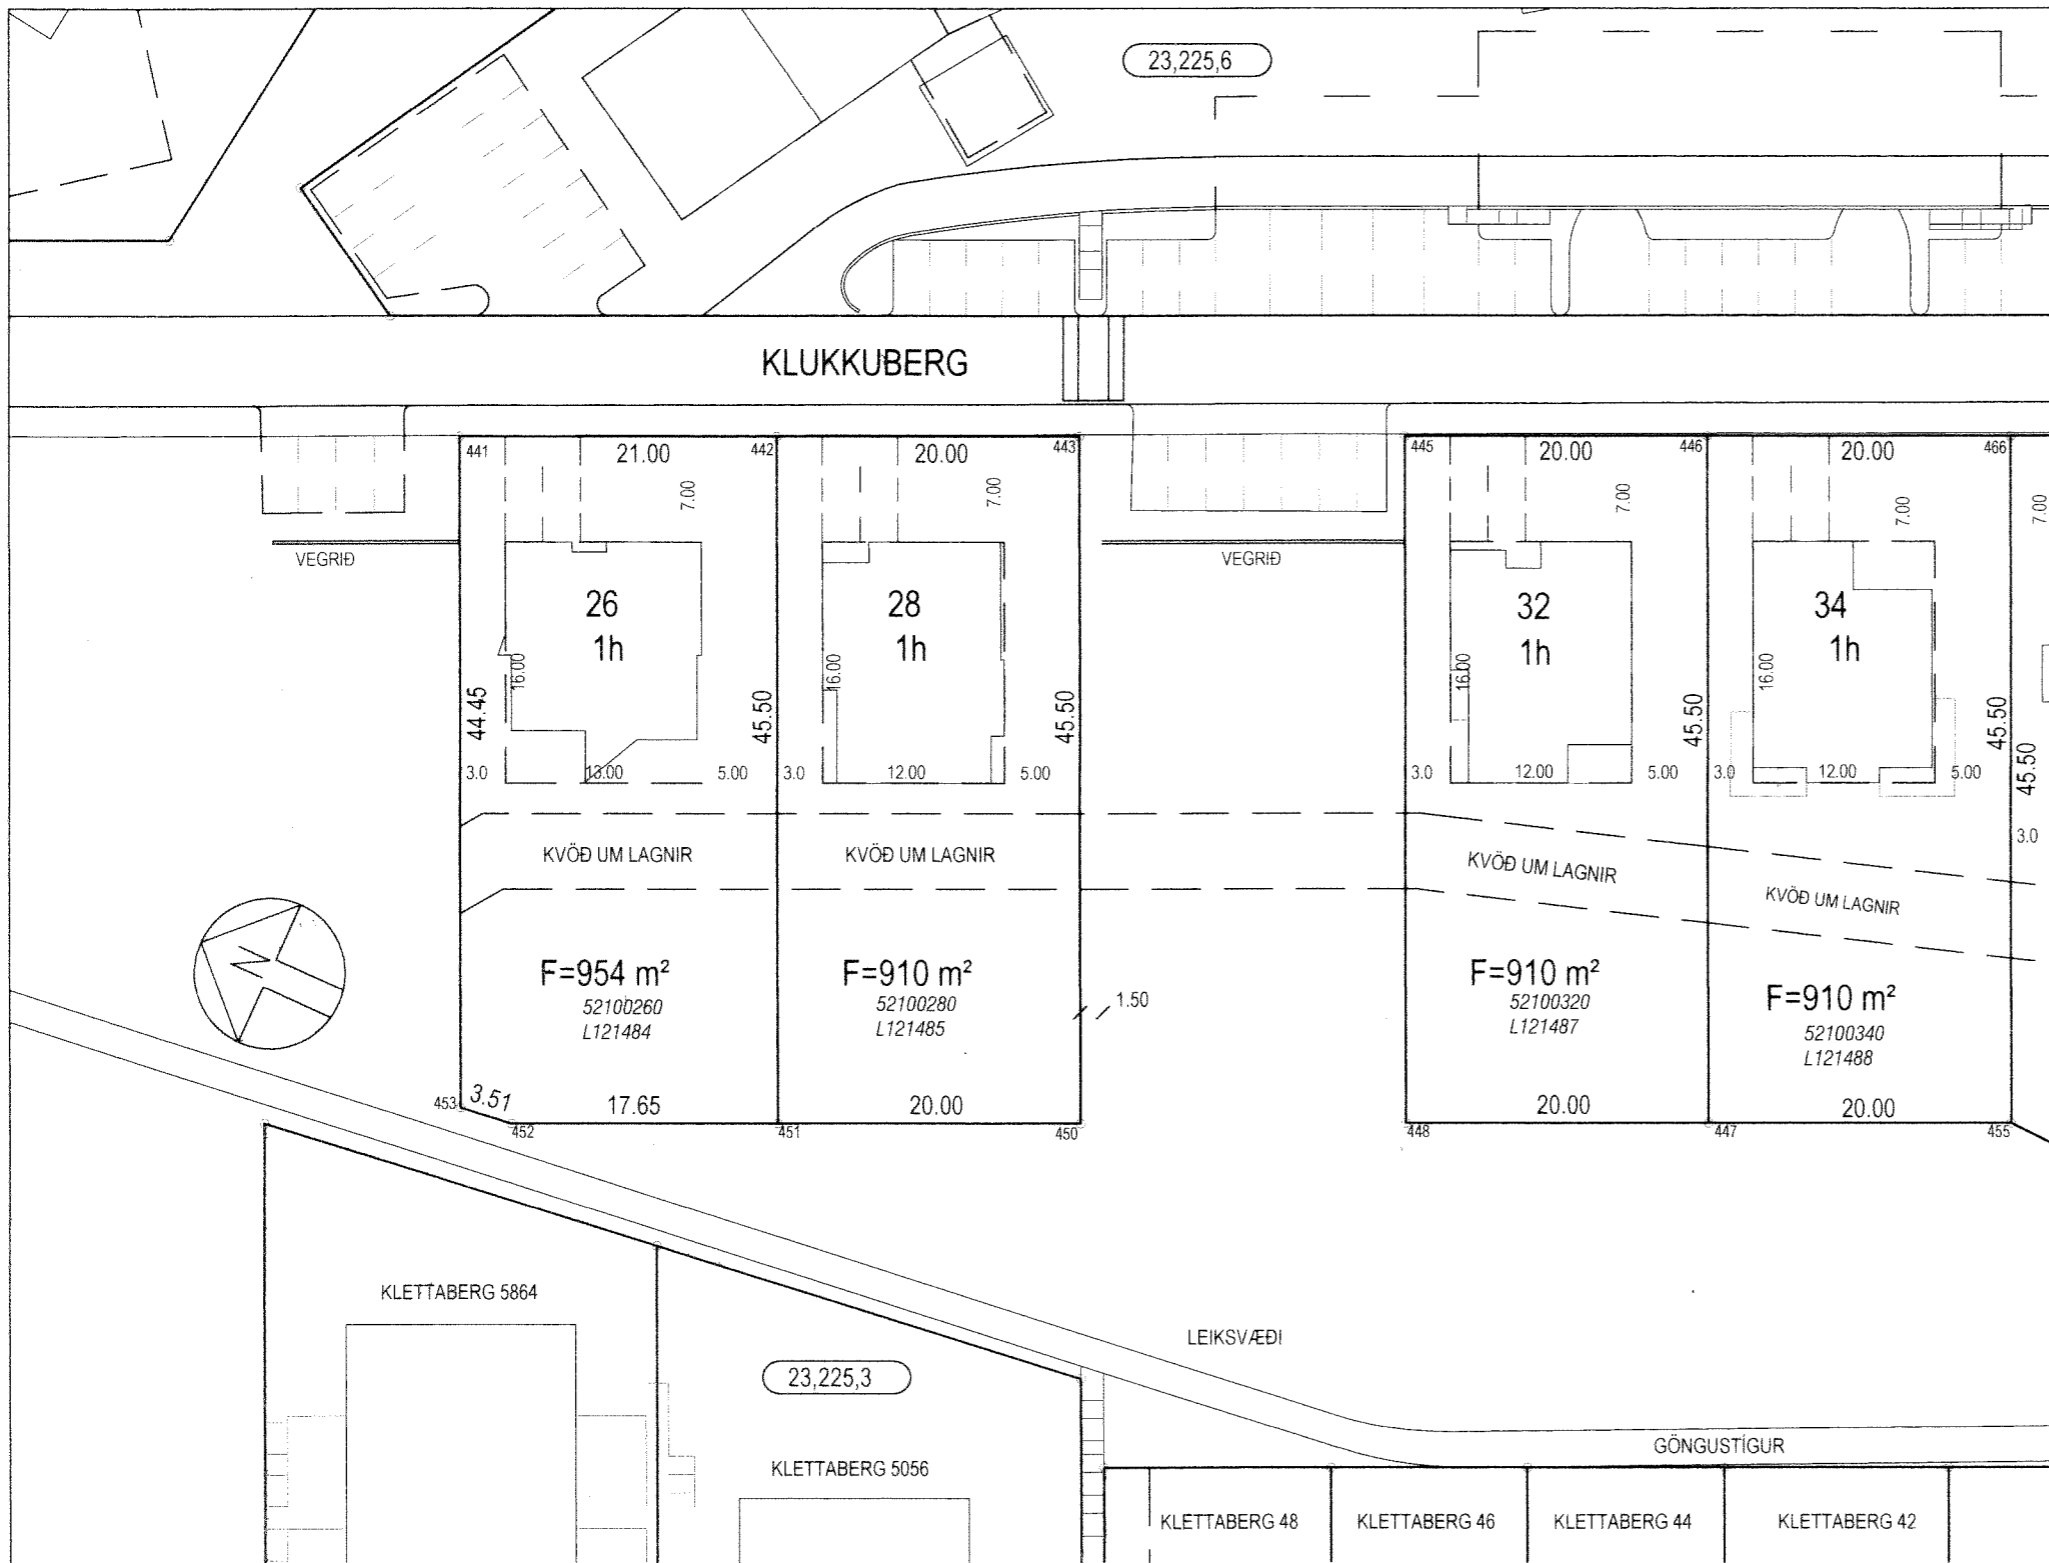 23,225,6
KLUKKUBERG
441
21.00
442
20.00
443
445
20.00
446
20.00
466
7.00
7.00
7.00
7.00
7.00
VEGRIÐ
VEGRIÐ
26
1h
28
1h
32
1h
34
1h
16.00
16.00
16.00
16.00
44.45
45.50
45.50
45.50
45.50
45.50
3.0
13.00
5.00
3.0
12.00
5.00
3.0
12.00
5.00
3.0
12.00
5.00
3.0
KVÖÐ UM LAGNIR
KVÖÐ UM LAGNIR
KVÖÐ UM LAGNIR
KVÖÐ UM LAGNIR
N
F=954 m²
52100260
L121484
F=910 m²
52100280
L121485
1.50
F=910 m²
52100320
L121487
F=910 m²
52100340
L121488
453
3.51
452
17.65
451
20.00
450
448
20.00
447
20.00
455
KLETTABERG 5864
23,225,3
KLETTABERG 5056
LEIKSVÆÐI
GÖNGUSTÍGUR
KLETTABERG 48
KLETTABERG 46
KLETTABERG 44
KLETTABERG 42